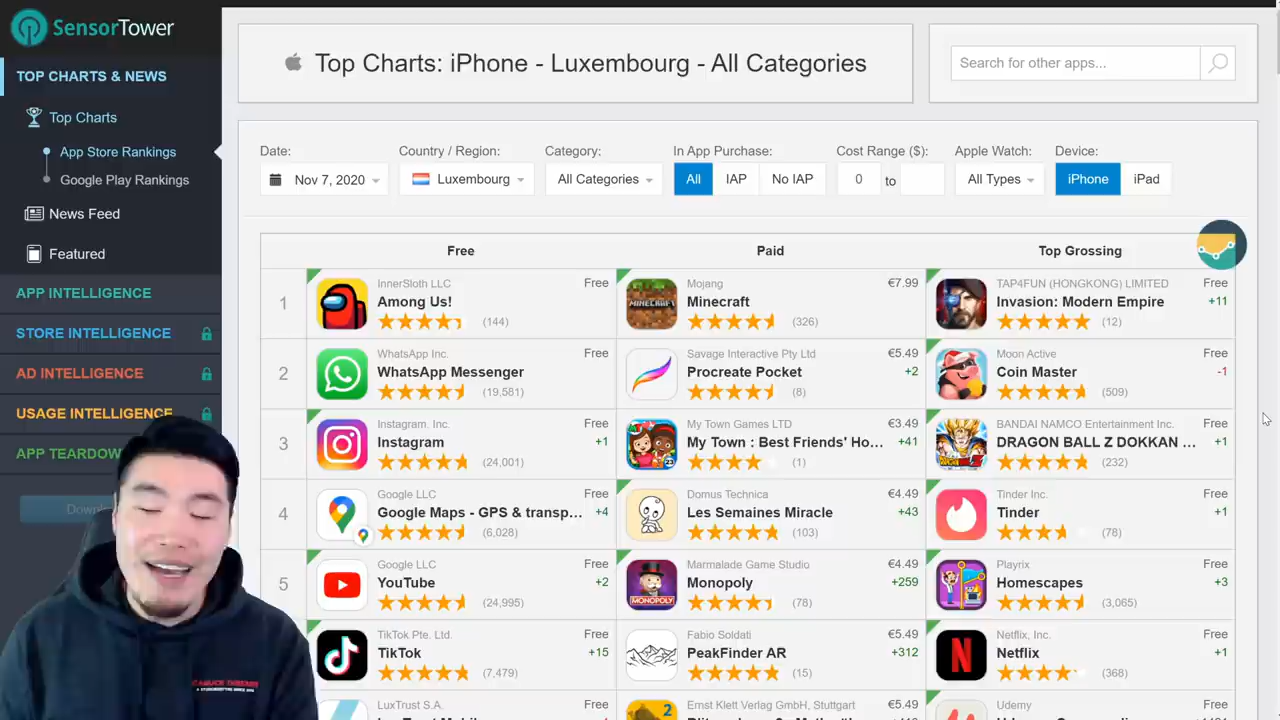 SensorTower
TOP CHARTS & NEWS
Top Charts
App Store Rankings
Google Play Rankings
News Feed
Featured
APP INTELLIGENCE
STORE INTELLIGENCE
AD INTELLIGENCE
USAGE INTELLIGENCE
APP TEARDOW
Top Charts: iPhone - Luxembourg - All Categories
Search for other apps...
Date: Country / Region: Category: In App Purchase: Cost Range ($): Apple Watch: Device:
Nov 7, 2020 Luxembourg All Categories All IAP No IAP 0 to All Types iPhone iPad
Free Paid Top Grossing
1
InnerSloth LLC Free
Among Us!
(144)
MINECRAFT
Mojang €7.99
Minecraft
(326)
TAP4FUN (HONGKONG) LIMITED Free
Invasion: Modern Empire +11
(12)
2
WhatsApp Inc. Free
WhatsApp Messenger
(19,581)
Savage Interactive Pty Ltd €5.49
Procreate Pocket +2
(8)
Moon Active Free
Coin Master -1
(509)
3
Instagram, Inc. Free
Instagram +1
(24,001)
My Town Games LTD €3.49
My Town : Best Friends' Ho... +41
(1)
BANDAI NAMCO Entertainment Inc. Free
DRAGON BALL Z DOKKAN ... +1
(232)
4
Google LLC Free
Google Maps - GPS & transp... +4
(6,028)
Domus Technica €4.49
Les Semaines Miracle +43
(103)
Tinder Inc. Free
Tinder +1
(78)
5
Google LLC Free
YouTube +2
(24,995)
MONOPOLY
Marmalade Game Studio €4.49
Monopoly +259
(78)
Playrix Free
Homescapes +3
(3,065)
TikTok Pte. Ltd. Free
TikTok +15
(7,479)
Fabio Soldati €5.49
PeakFinder AR +312
(15)
Netflix, Inc. Free
Netflix +1
(368)
LuxTrust S.A. Free
Ernst Klett Verlag GmbH, Stuttgart €5.49
2
Udemy Free